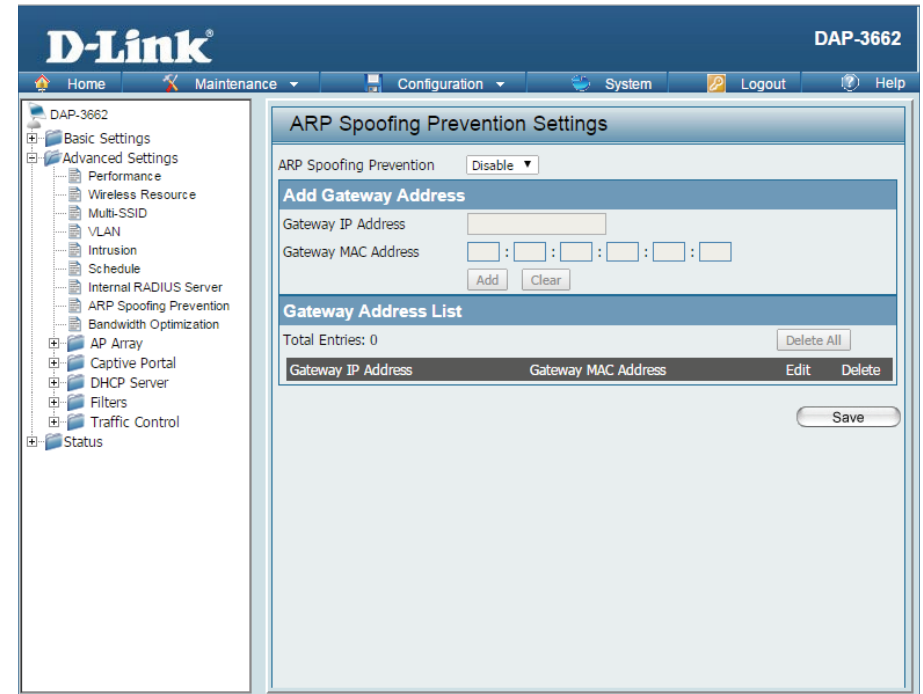 D-Link®
DAP-3662
Home Maintenance Configuration System Logout Help
DAP-3662
Basic Settings
Advanced Settings
Performance
Wireless Resource
Multi-SSID
VLAN
Intrusion
Schedule
Internal RADIUS Server
ARP Spoofing Prevention
Bandwidth Optimization
AP Array
Captive Portal
DHCP Server
Filters
Traffic Control
Status
ARP Spoofing Prevention Settings
ARP Spoofing Prevention Disable
Add Gateway Address
Gateway IP Address
Gateway MAC Address : : : : :
Add Clear
Gateway Address List
Total Entries: 0 Delete All
Gateway IP Address Gateway MAC Address Edit Delete
Save